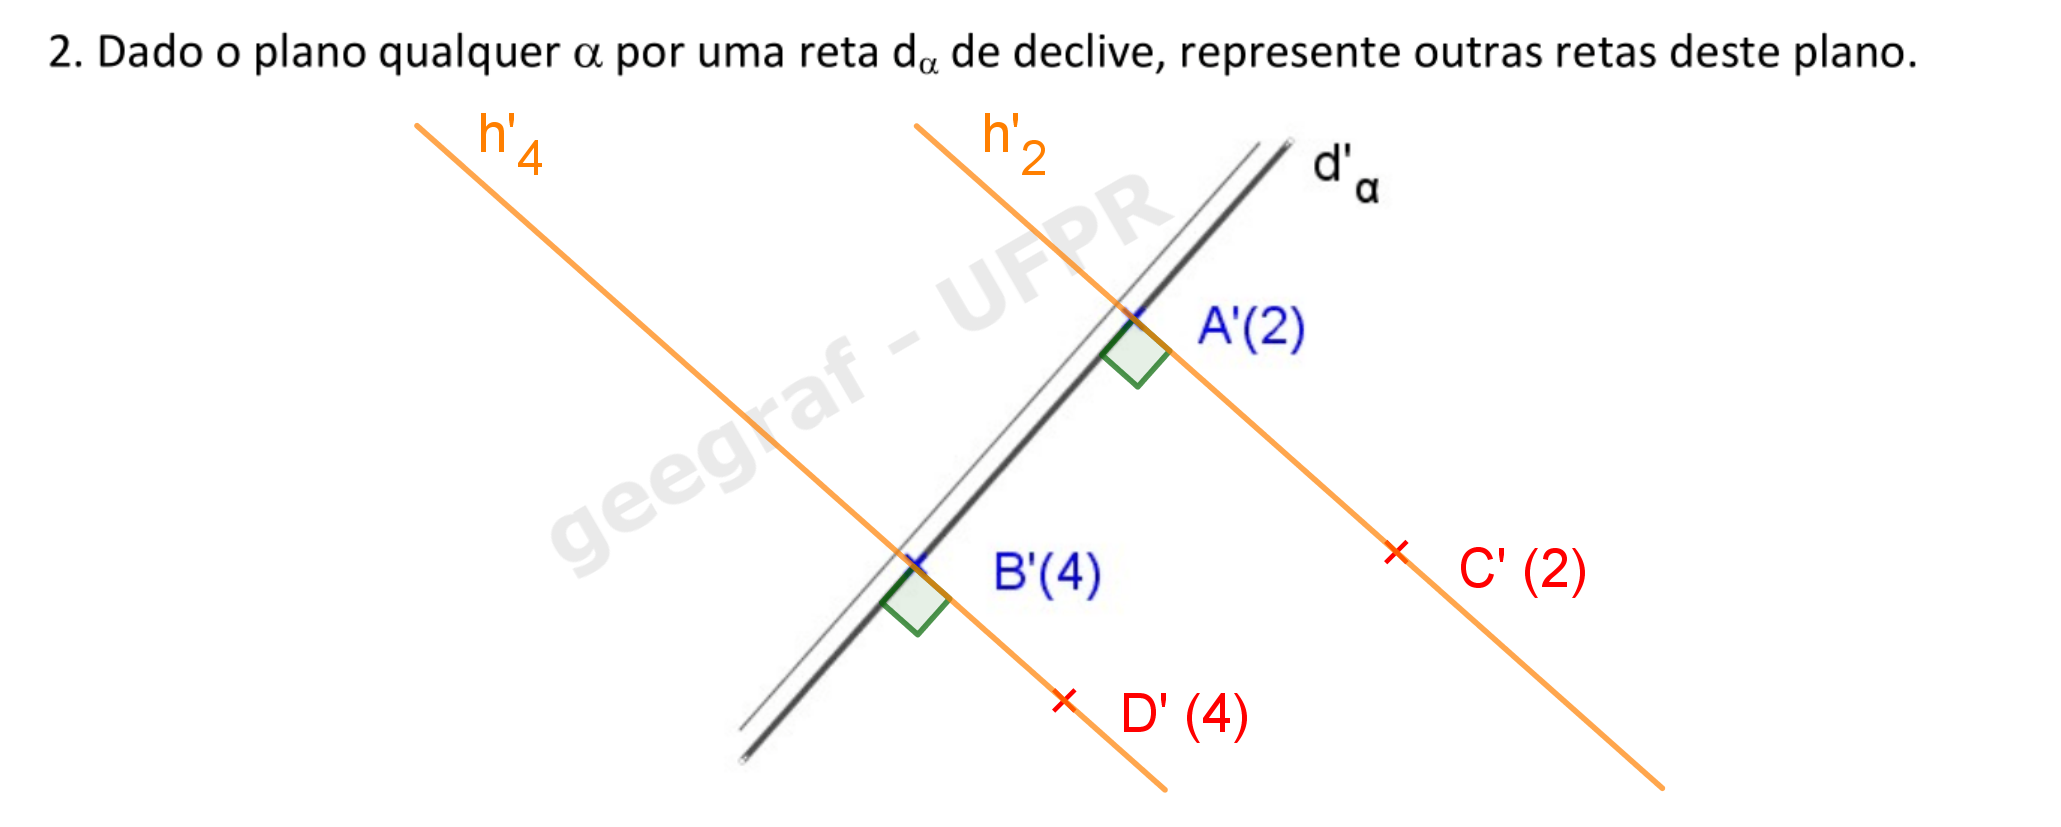 2. Dado o plano qualquer α por uma reta dα de declive, represente outras retas deste plano.
h'4
h'2
d'α
geegraf - UFPR
A'(2)
B'(4)
C' (2)
D' (4)